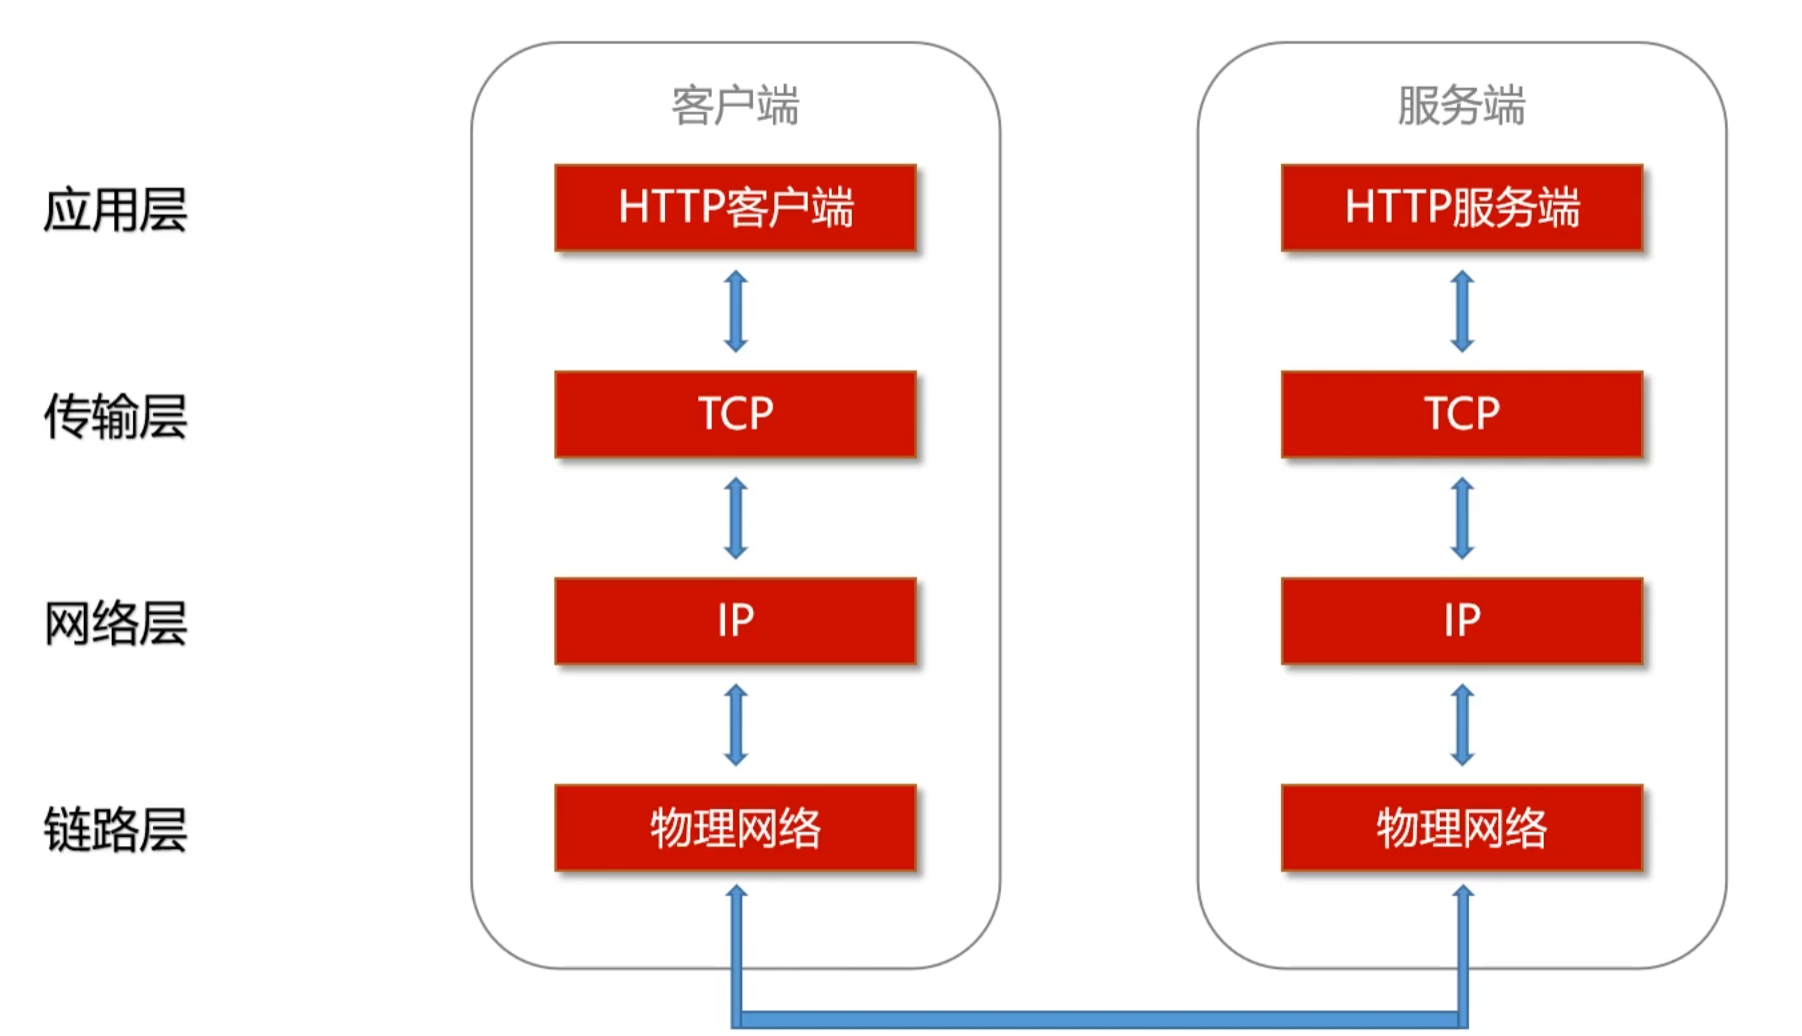 客户端
服务端
应用层
HTTP客户端
HTTP服务端
传输层
TCP
TCP
网络层
IP
IP
链路层
物理网络
物理网络